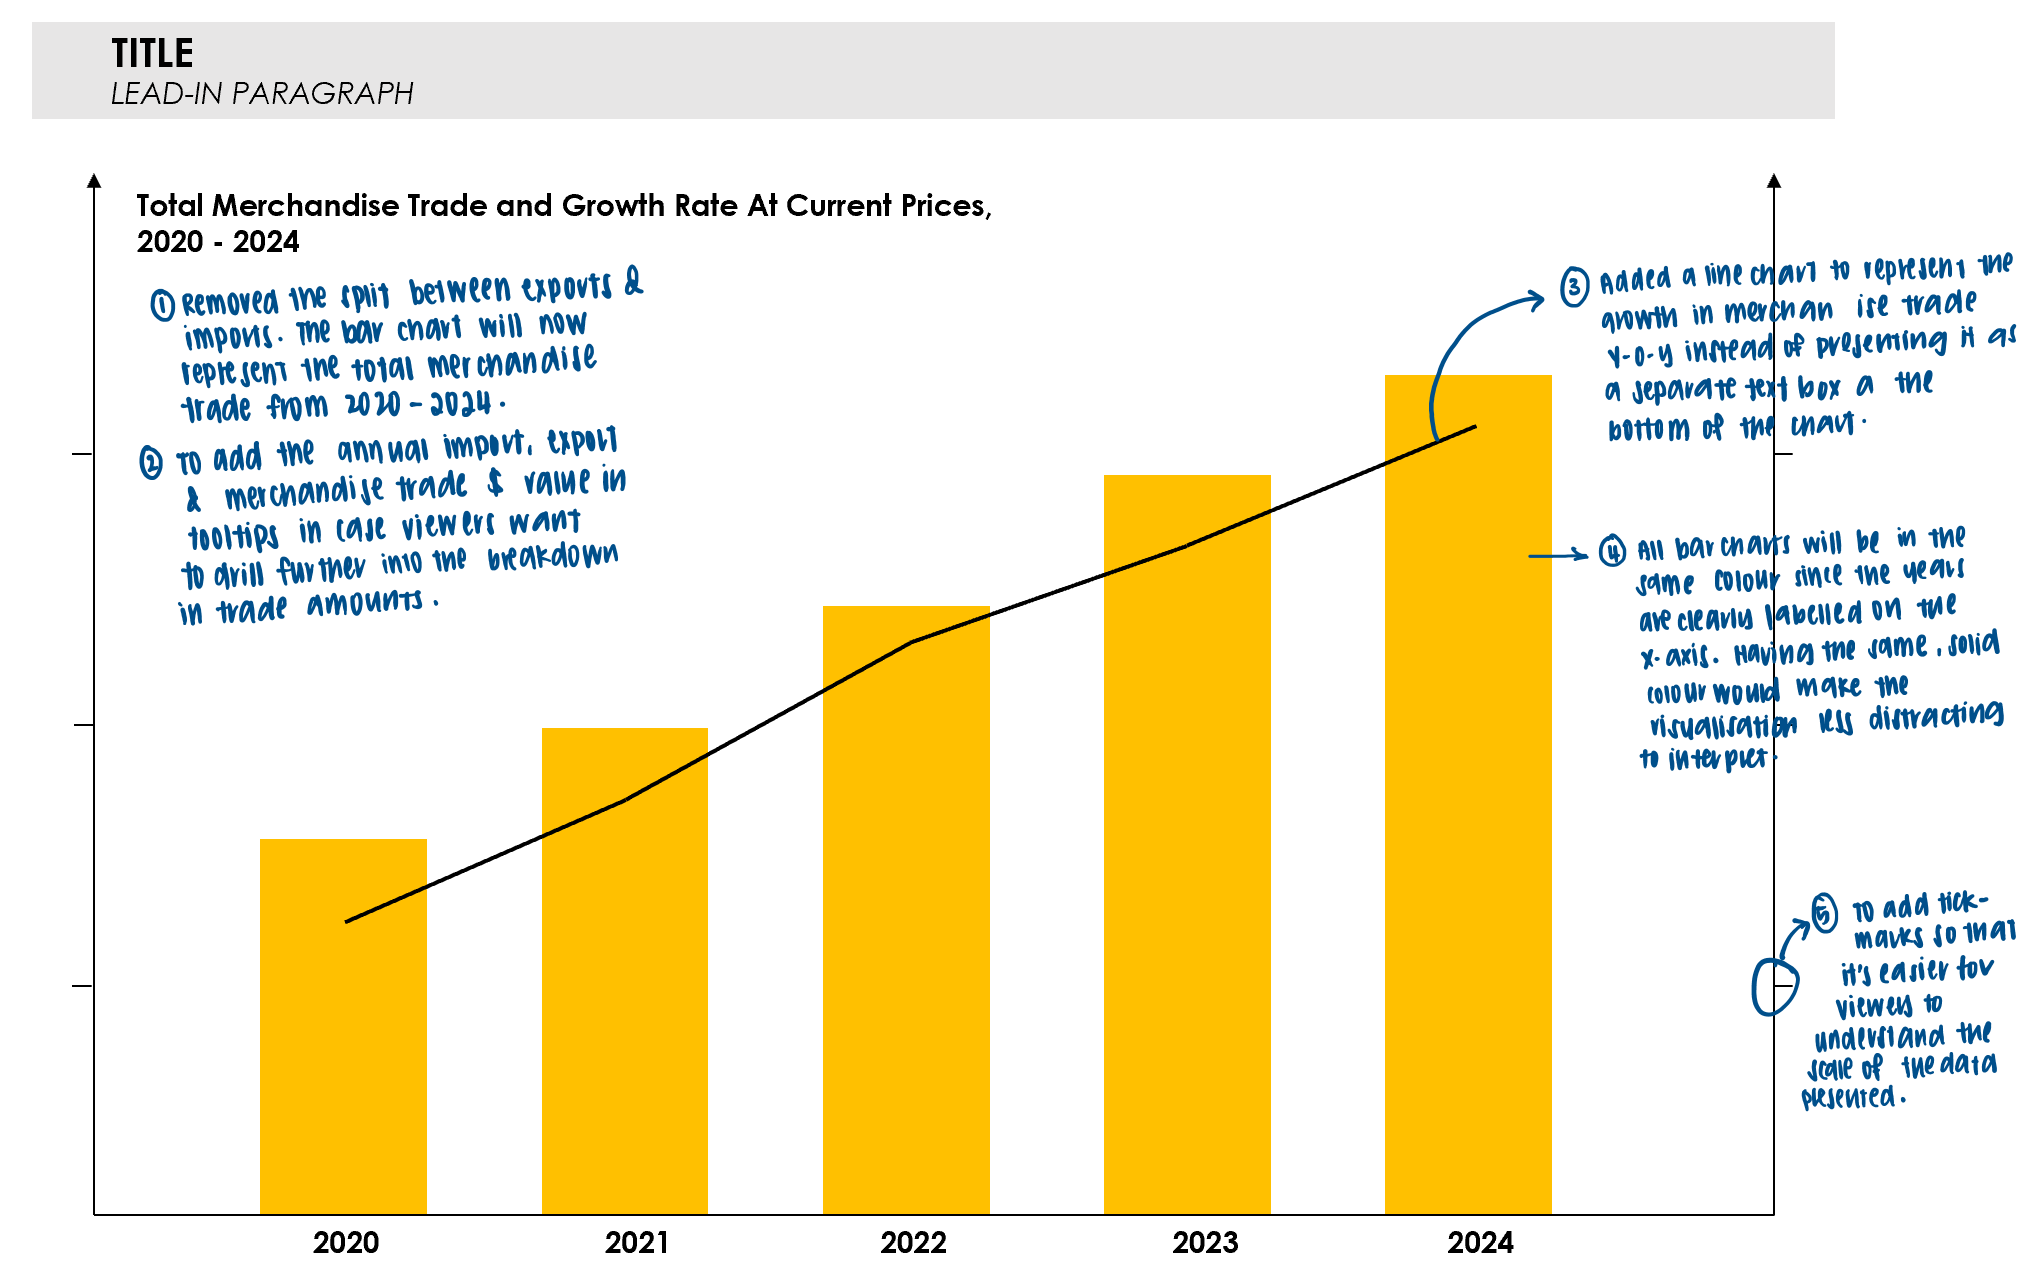 TITLE
LEAD-IN PARAGRAPH
Total Merchandise Trade and Growth Rate At Current Prices,
2020 - 2024
① Removed the split between exports &
imports. The bar chart will now
represent the total merchandise
trade from 2020 - 2024.
② To add the annual import, export
& merchandise trade $ value in
tooltips in case viewers want
to drill further into the breakdown
in trade amounts.
③ Added a line chart to represent the
growth in merchan ise trade
Y-o-y instead of presenting it as
a separate text box a the
bottom of the chart.
④ All bar charts will be in the
same colour since the years
are clearly labelled on the
x-axis. Having the same, solid
colour would make the
visualisation less distracting
to interpret.
⑤ To add tick-
marks so that
it's easier for
viewers to
understand the
scale of the data
presented.
2020 2021 2022 2023 2024